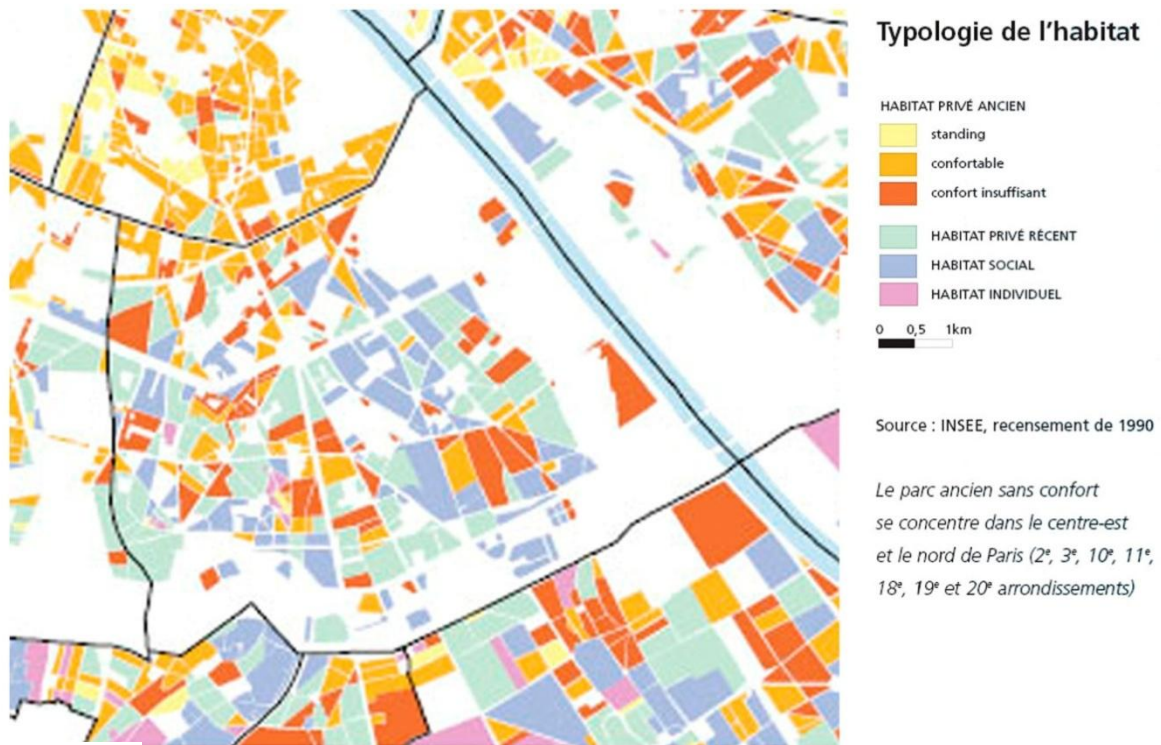 Typologie de l'habitat
HABITAT PRIVÉ ANCIEN
standing
confortable
confort insuffisant
HABITAT PRIVÉ RÉCENT
HABITAT SOCIAL
HABITAT INDIVIDUEL
0 0,5 1km
Source : INSEE, recensement de 1990
Le parc ancien sans confort
se concentre dans le centre-est
et le nord de Paris (2e, 3e, 10e, 11e,
18e, 19e et 20e arrondissements)